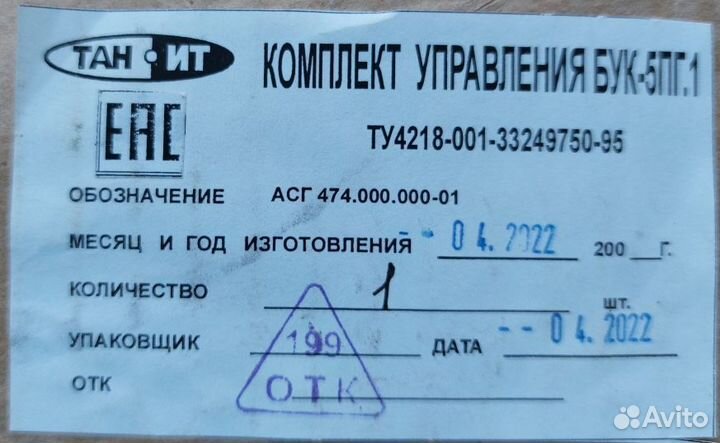 ТАН ИТ
КОМПЛЕКТ УПРАВЛЕНИЯ БУК-5ПГ.1
ЕАС
ТУ4218-001-33249750-95
ОБОЗНАЧЕНИЕ АСГ 474.000.000-01
МЕСЯЦ И ГОД ИЗГОТОВЛЕНИЯ -- 04.2022 200 __Г.
КОЛИЧЕСТВО 1 шт.
УПАКОВЩИК 199 ДАТА -- 04.2022
ОТК ОТК
Avito